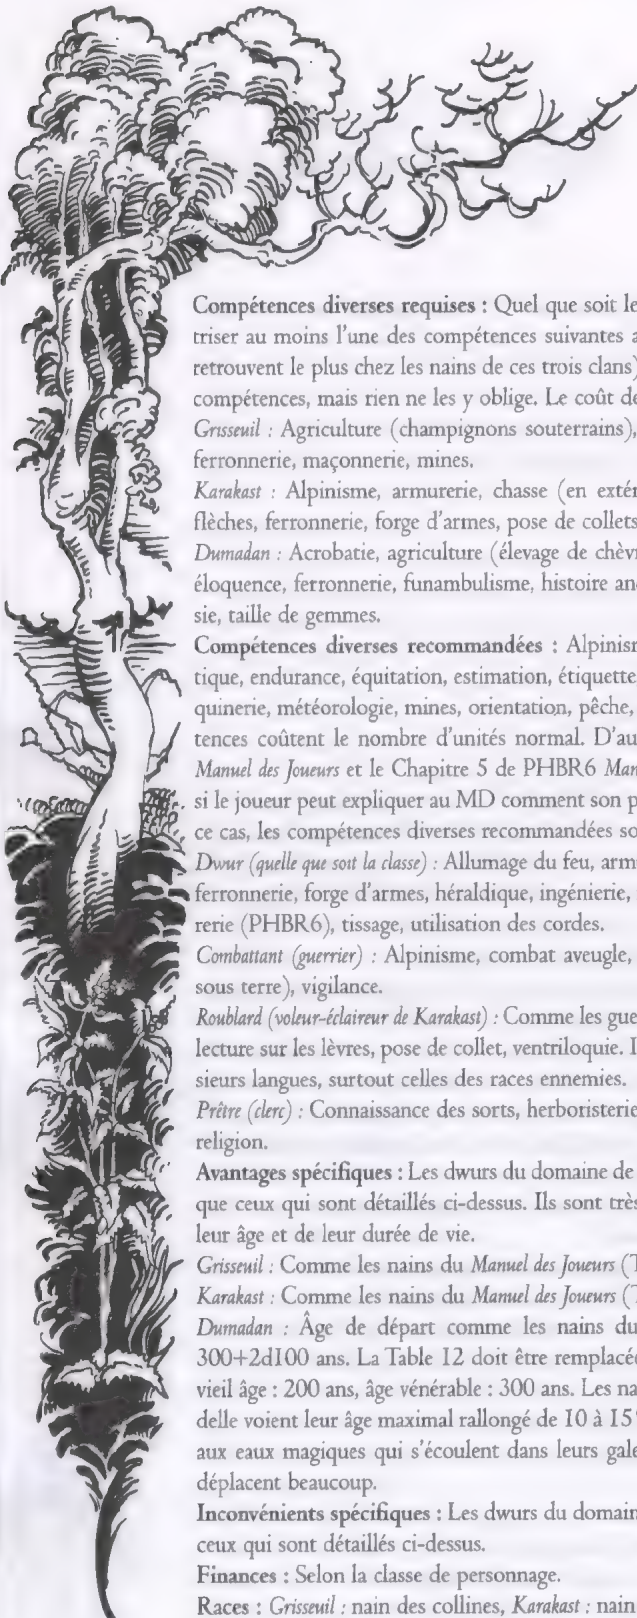 Compétences diverses requises : Quel que soit le
triser au moins l'une des compétences suivantes a
retrouvent le plus chez les nains de ces trois clans)
compétences, mais rien ne les y oblige. Le coût de
Grisseuil : Agriculture (champignons souterrains),
ferronnerie, maçonnerie, mines.
Karakast : Alpinisme, armurerie, chasse (en extér
flèches, ferronnerie, forge d'armes, pose de collets
Dumadan : Acrobatie, agriculture (élevage de chèvr
éloquence, ferronnerie, funambulisme, histoire an
sie, taille de gemmes.
Compétences diverses recommandées : Alpinism
tique, endurance, équitation, estimation, étiquette
quinerie, météorologie, mines, orientation, pêche,
tences coûtent le nombre d'unités normal. D'au
Manuel des Joueurs et le Chapitre 5 de PHBR6 Man
si le joueur peut expliquer au MD comment son p
ce cas, les compétences diverses recommandées so
Dwur (quelle que soit la classe) : Allumage du feu, arm
ferronnerie, forge d'armes, héraldique, ingénierie,
rerie (PHBR6), tissage, utilisation des cordes.
Combattant (guerrier) : Alpinisme, combat aveugle,
sous terre), vigilance.
Roublard (voleur-éclaireur de Karakast) : Comme les gue
lecture sur les lèvres, pose de collet, ventriloquie. I
sieurs langues, surtout celles des races ennemies.
Prêtre (clerc) : Connaissance des sorts, herboristerie
religion.
Avantages spécifiques : Les dwurs du domaine de
que ceux qui sont détaillés ci-dessus. Ils sont très
leur âge et de leur durée de vie.
Grisseuil : Comme les nains du Manuel des Joueurs (T
Karakast : Comme les nains du Manuel des Joueurs (T
Dumadan : Âge de départ comme les nains du
300+2d100 ans. La Table 12 doit être remplacée
vieil âge : 200 ans, âge vénérable : 300 ans. Les na
delle voient leur âge maximal rallongé de 10 à 15
aux eaux magiques qui s'écoulent dans leurs gale
déplacent beaucoup.
Inconvénients spécifiques : Les dwurs du domain
ceux qui sont détaillés ci-dessus.
Finances : Selon la classe de personnage.
Races : Grisseuil : nain des collines, Karakast : nain